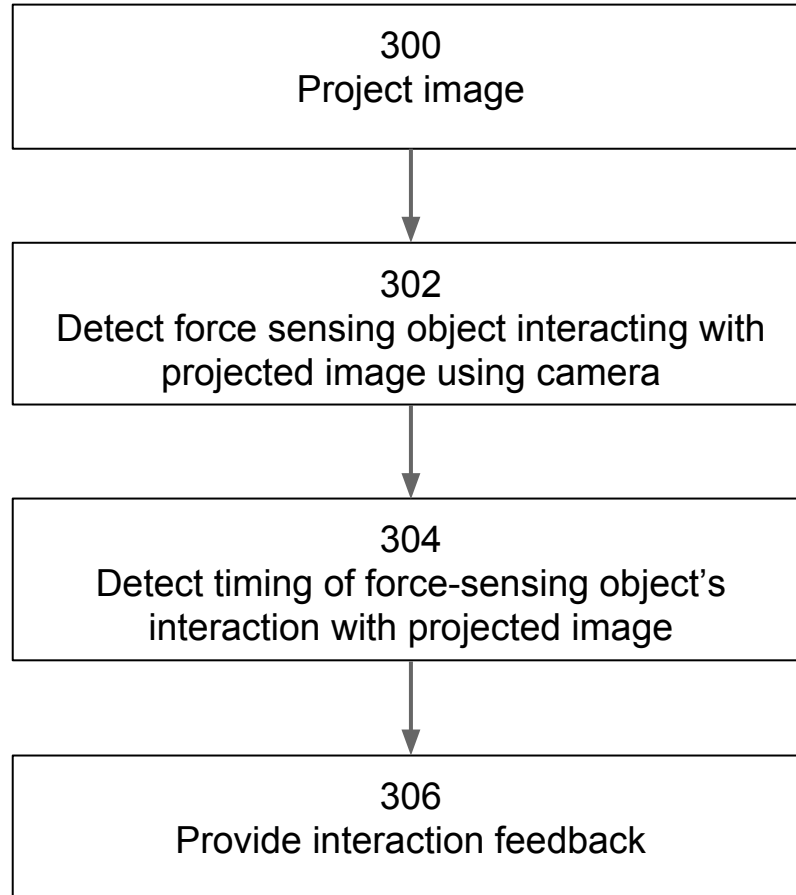 300
Project image
302
Detect force sensing object interacting with
projected image using camera
304
Detect timing of force-sensing object’s
interaction with projected image
306
Provide interaction feedback